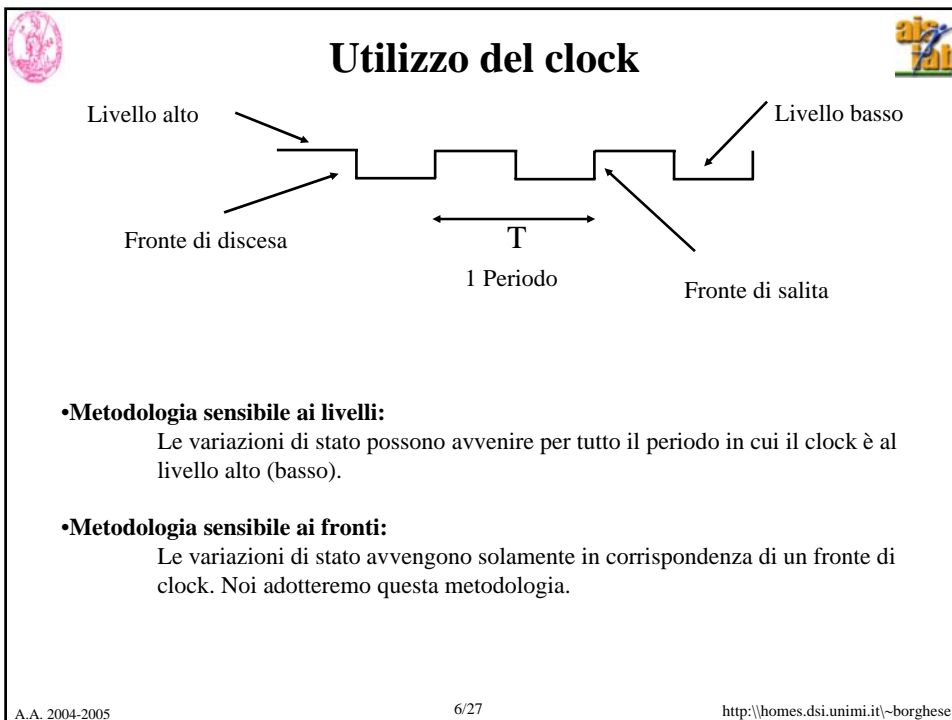 Utilizzo del clock
ais
lab
Livello alto
Livello basso
Fronte di discesa
T
1 Periodo
Fronte di salita
•Metodologia sensibile ai livelli:
Le variazioni di stato possono avvenire per tutto il periodo in cui il clock è al
livello alto (basso).
•Metodologia sensibile ai fronti:
Le variazioni di stato avvengono solamente in corrispondenza di un fronte di
clock. Noi adotteremo questa metodologia.
A.A. 2004-2005
6/27
http:\\homes.dsi.unimi.it\~borghese